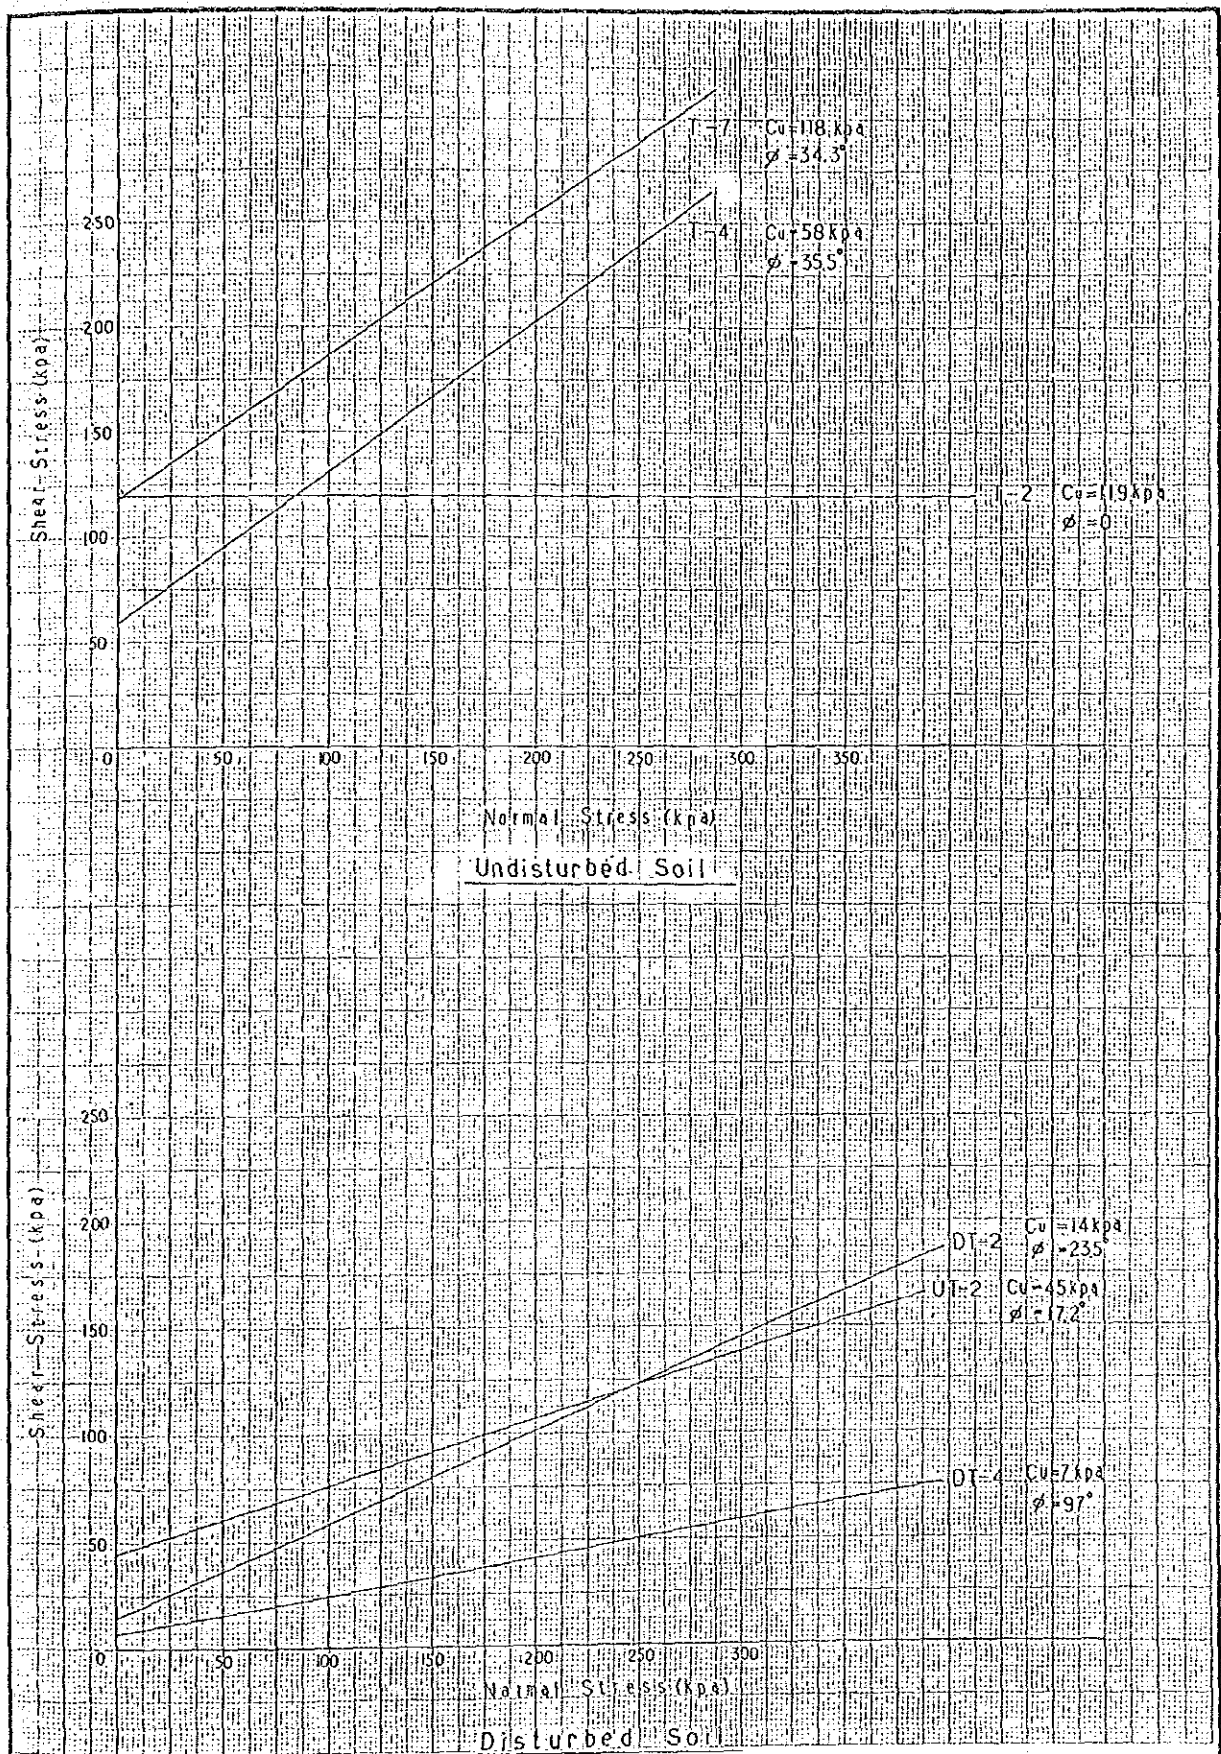 T-7 Cu=118 kpa
φ =34.3°
250
T-4 Cu=58 kpa
φ =35.5°
200
150
T-2 Cu=119 kpa
φ =0
100
50
Shear Stress (kpa)
0 50 100 150 200 250 300 350
Normal Stress (kpa)
Undisturbed Soil
250
200
Cu =14 kpa
DT-2 φ =23.5°
UT-2 Cu=45 kpa
φ =17.2°
150
100
DT-4 Cu=7 kpa
φ =9.7°
50
Shear Stress (kpa)
0 50 100 150 200 250 300
Normal Stress (kpa)
Disturbed Soil